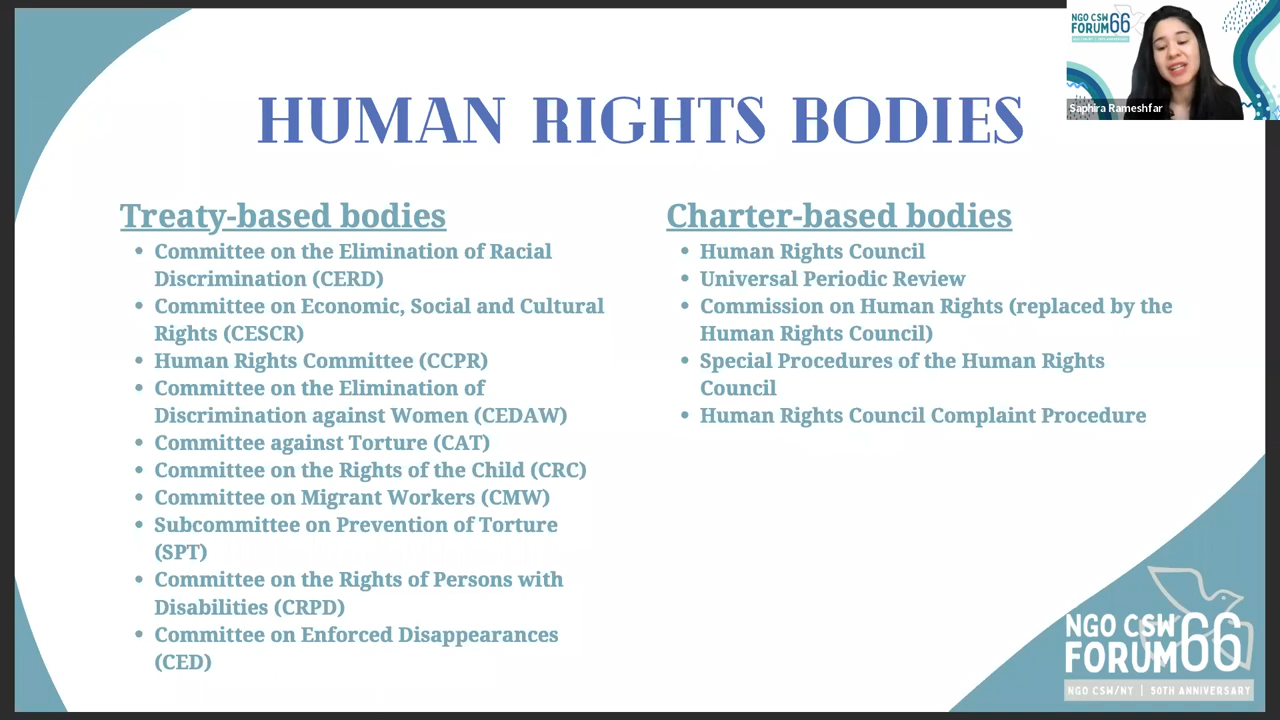 HUMAN RIGHTS BODIES
Treaty-based bodies
• Committee on the Elimination of Racial
Discrimination (CERD)
• Committee on Economic, Social and Cultural
Rights (CESCR)
• Human Rights Committee (CCPR)
• Committee on the Elimination of
Discrimination against Women (CEDAW)
• Committee against Torture (CAT)
• Committee on the Rights of the Child (CRC)
• Committee on Migrant Workers (CMW)
• Subcommittee on Prevention of Torture
(SPT)
• Committee on the Rights of Persons with
Disabilities (CRPD)
• Committee on Enforced Disappearances
(CED)
Charter-based bodies
• Human Rights Council
• Universal Periodic Review
• Commission on Human Rights (replaced by the
Human Rights Council)
• Special Procedures of the Human Rights
Council
• Human Rights Council Complaint Procedure
NGO CSW
FORUM66
Saphira Rameshfar
NGO CSW
FORUM66
NGO CSW/NY | 50TH ANNIVERSARY